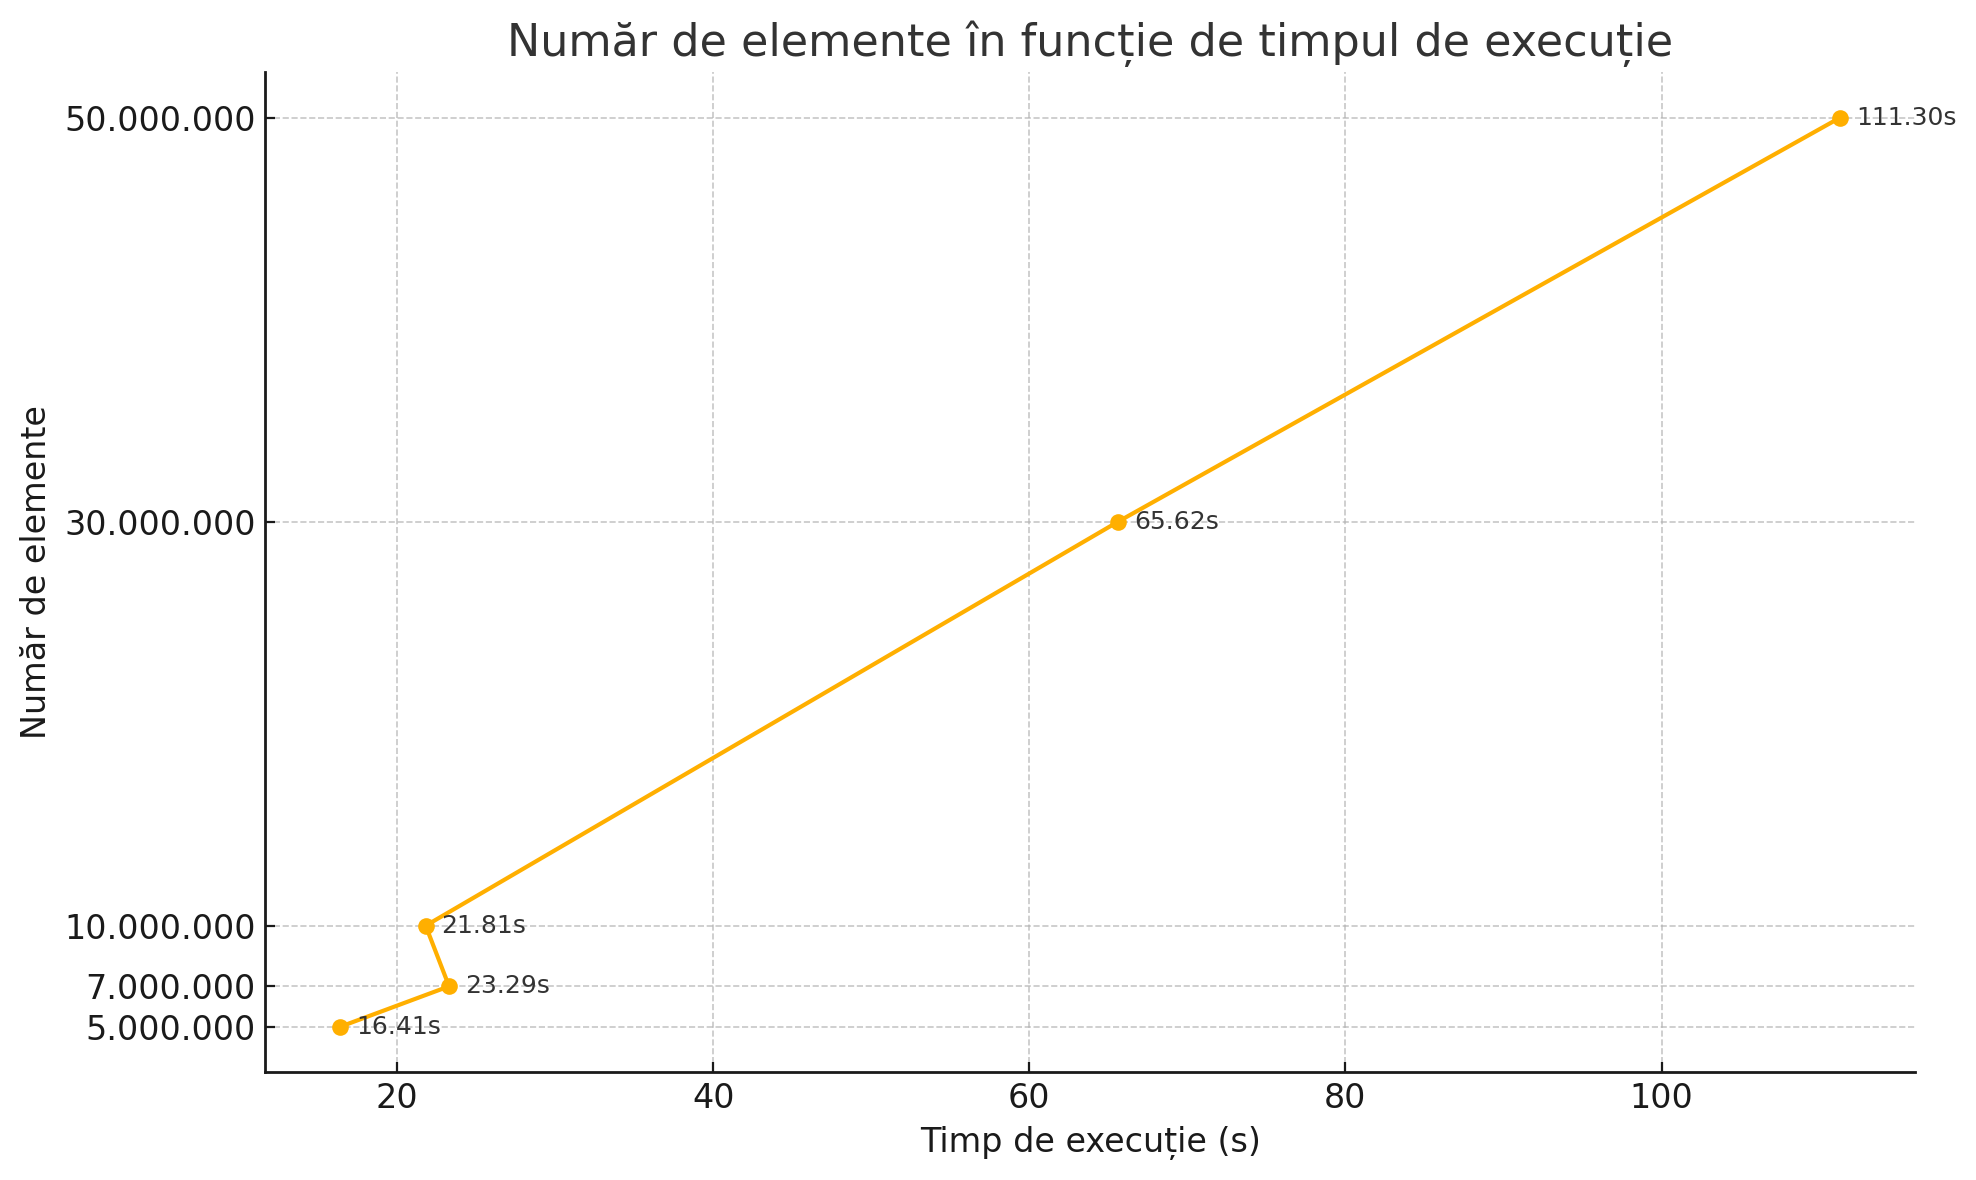 Număr de elemente în funcție de timpul de execuție
50.000.000
111.30s
30.000.000
65.62s
10.000.000
21.81s
7.000.000
23.29s
5.000.000
16.41s
Număr de elemente
20 40 60 80 100
Timp de execuție (s)